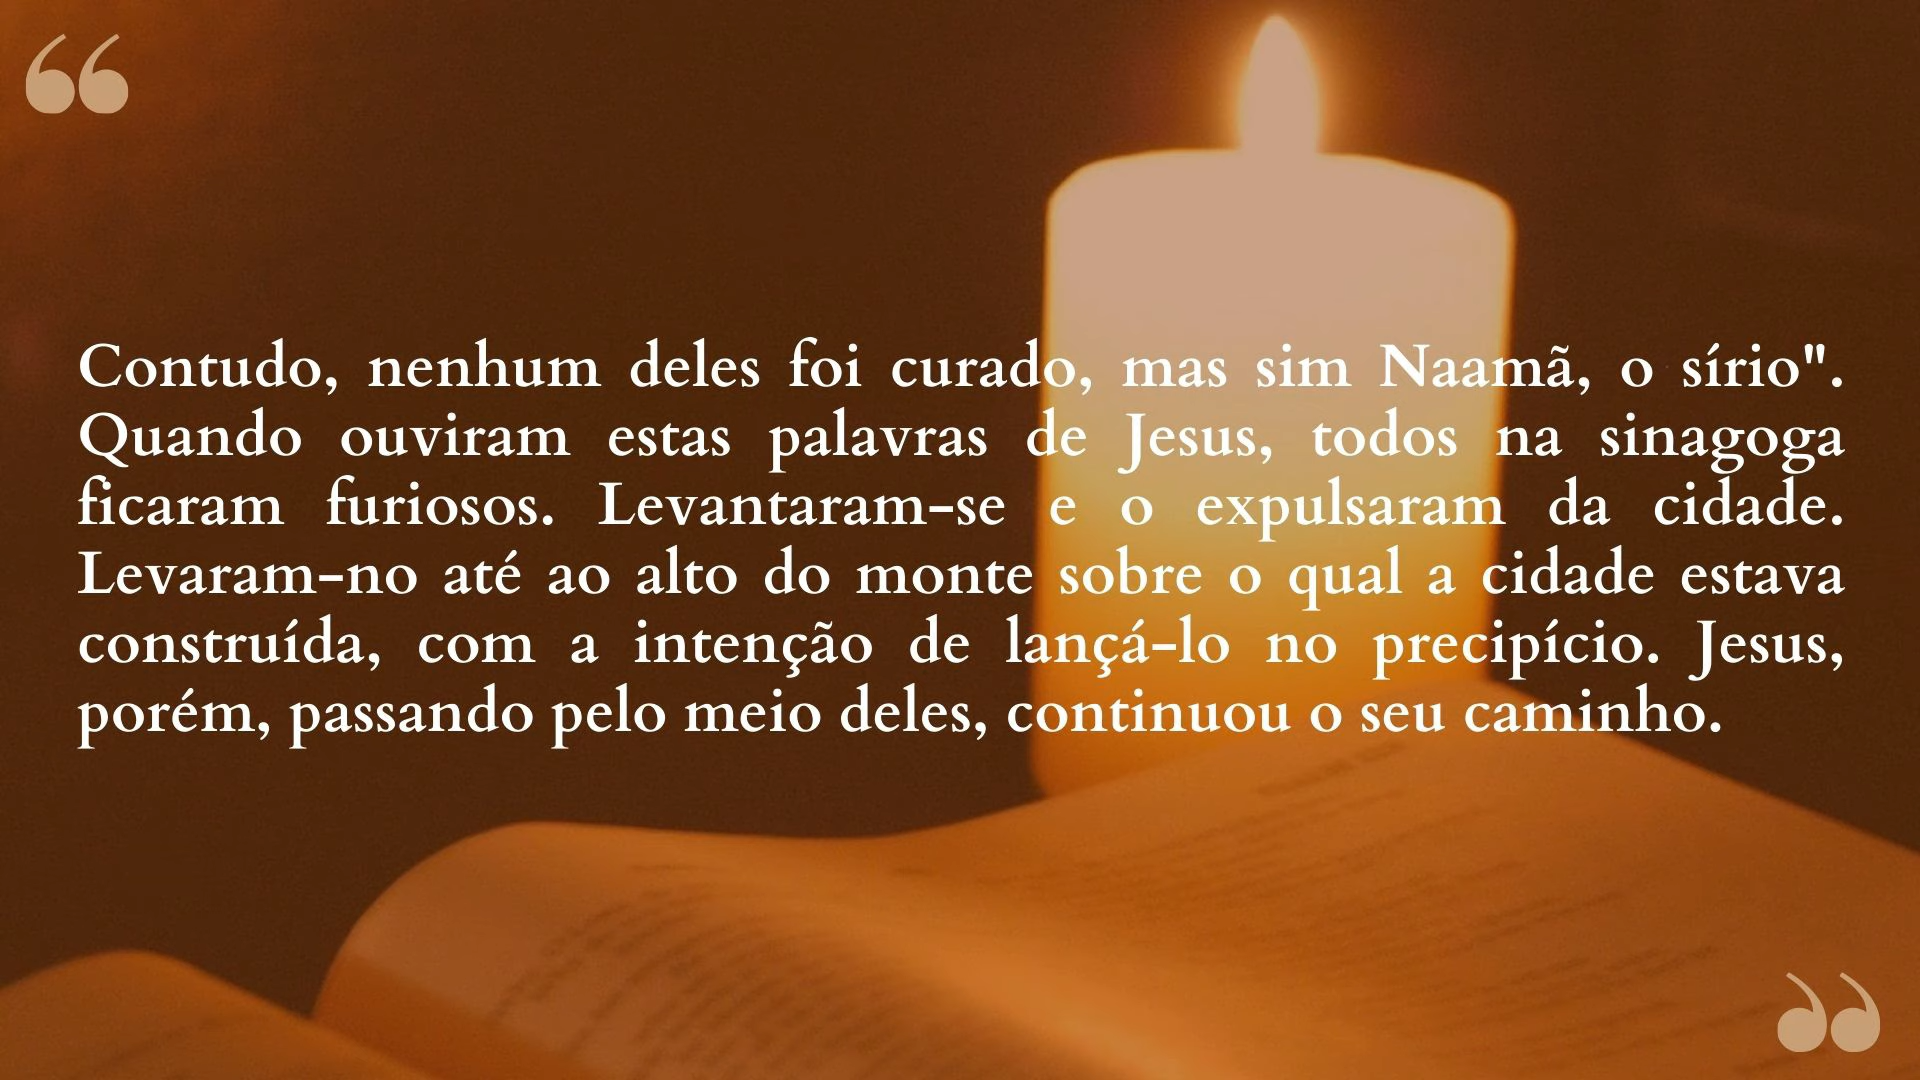 Contudo, nenhum deles foi curado, mas sim Naamã, o sírio".
Quando ouviram estas palavras de Jesus, todos na sinagoga
ficaram furiosos. Levantaram-se e o expulsaram da cidade.
Levaram-no até ao alto do monte sobre o qual a cidade estava
construída, com a intenção de lançá-lo no precipício. Jesus,
porém, passando pelo meio deles, continuou o seu caminho.